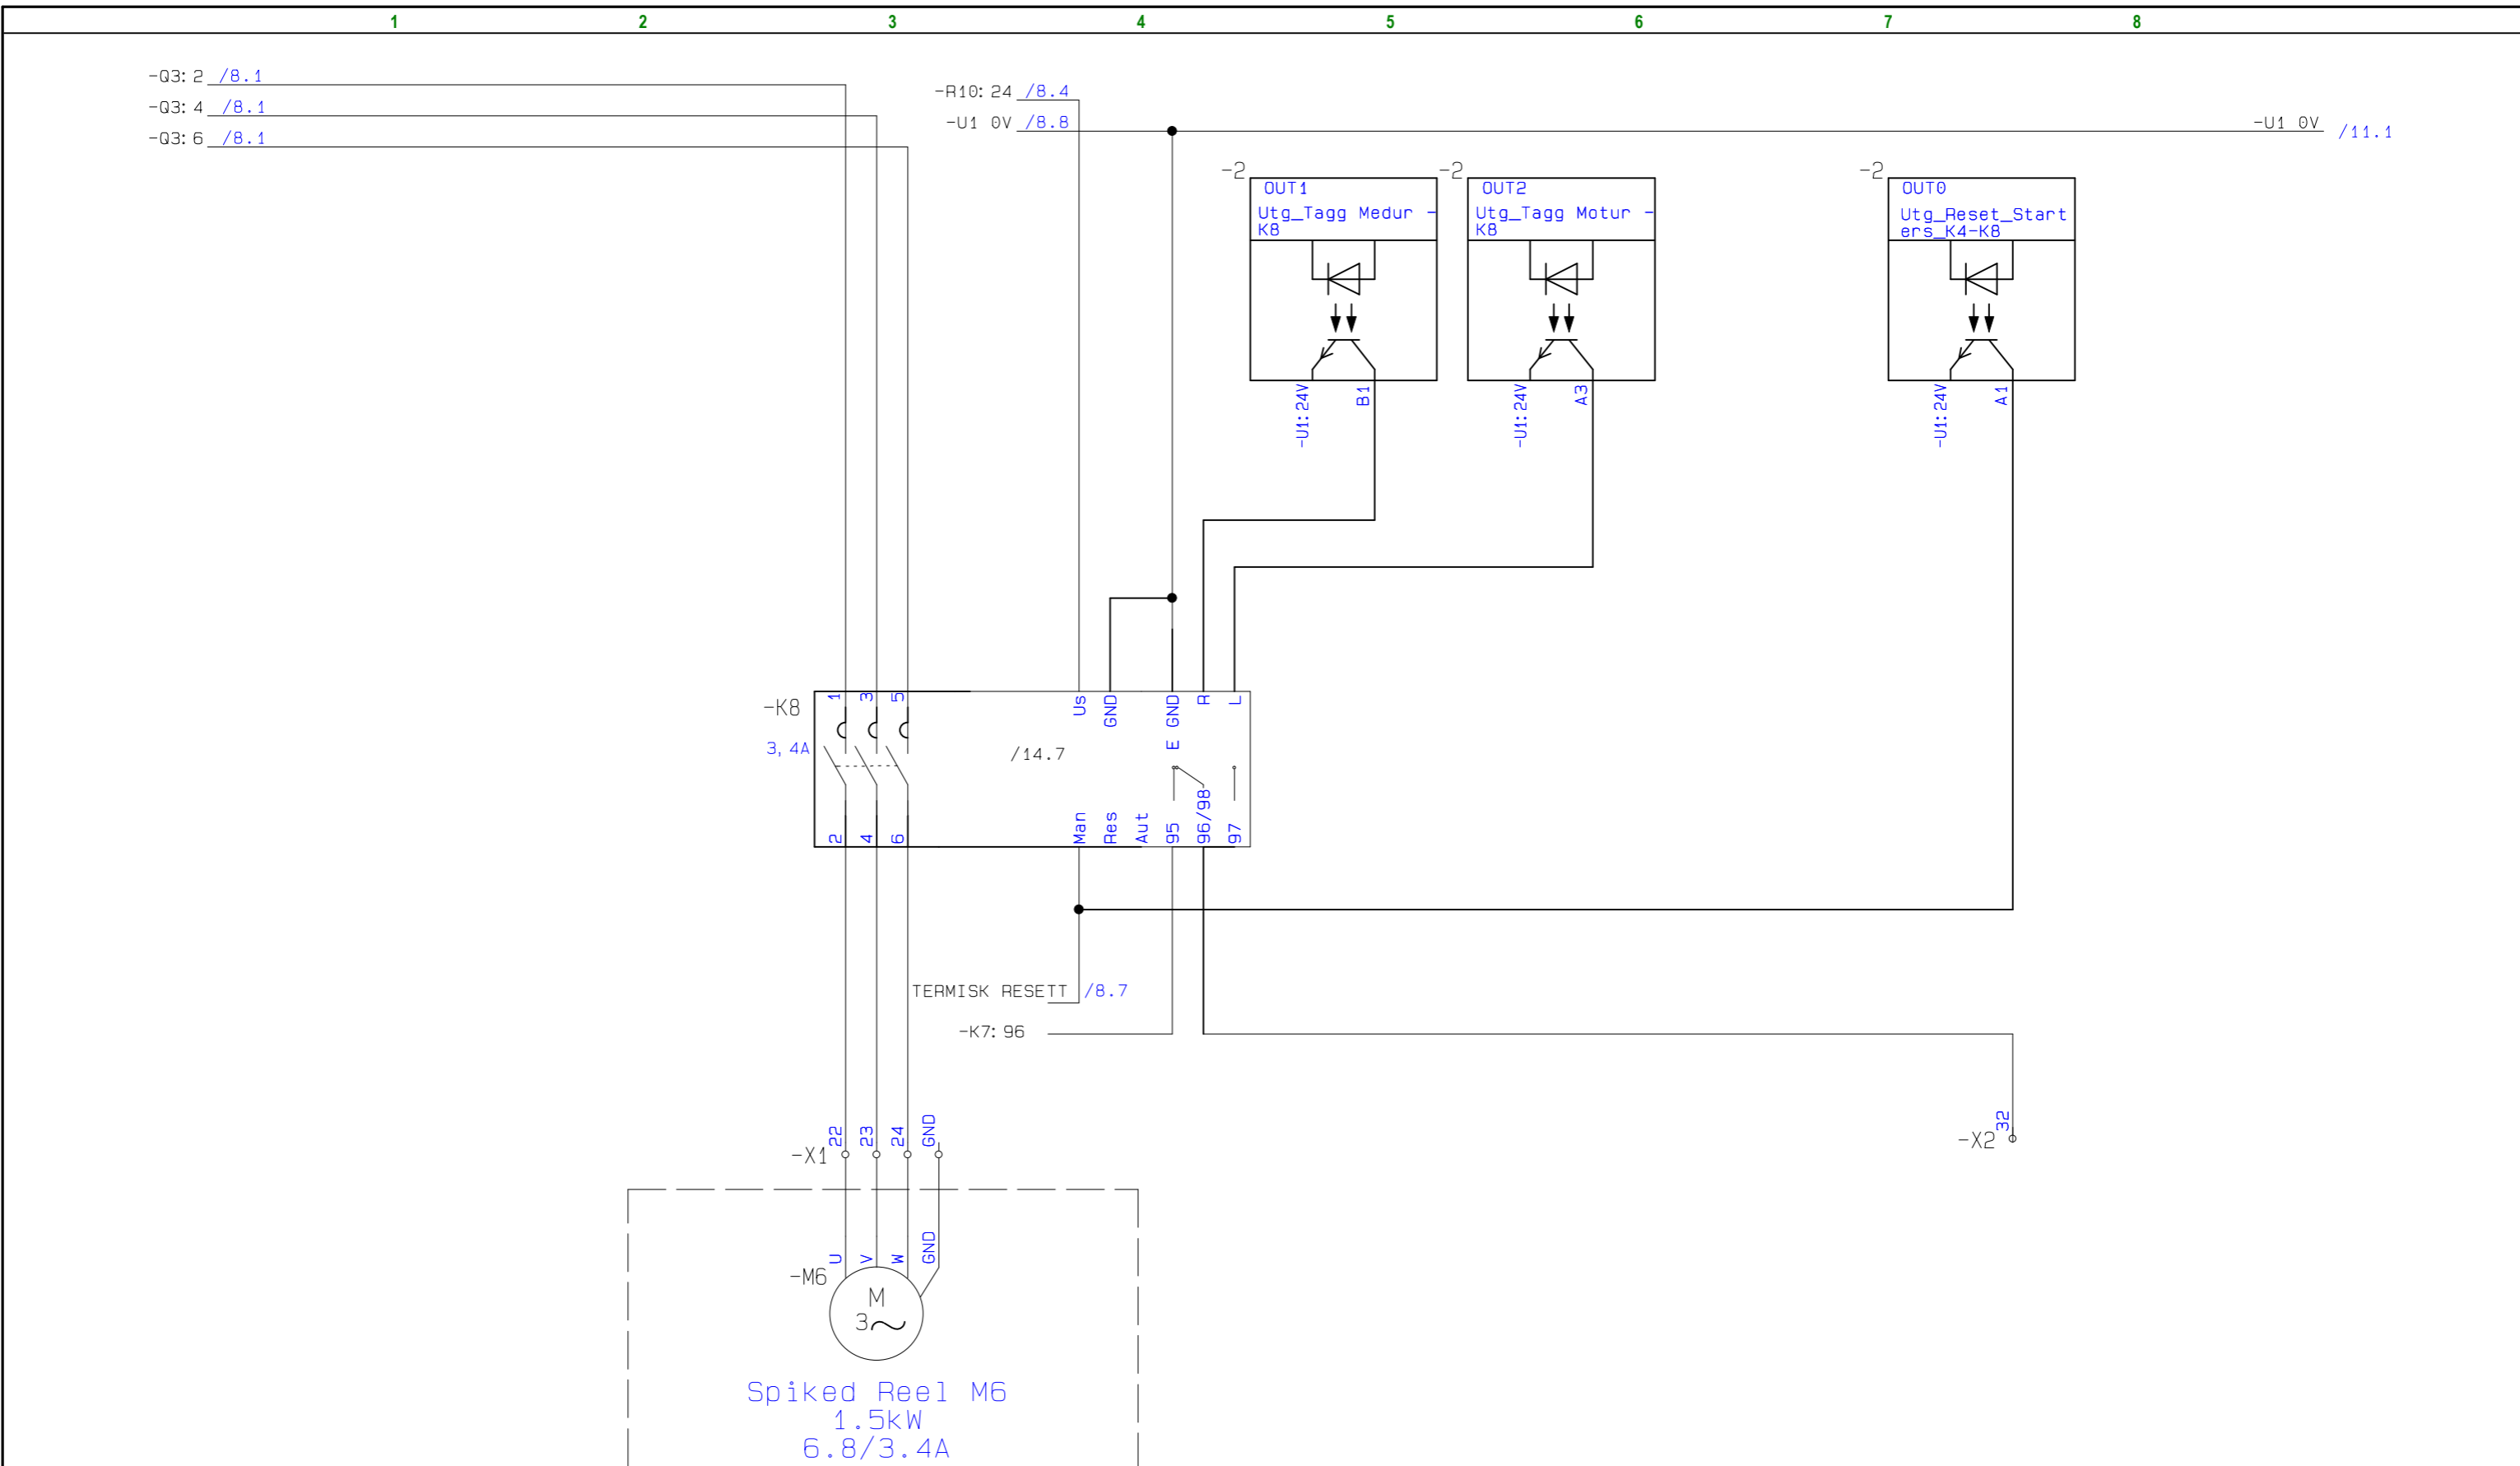 1 2 3 4 5 6 7 8
-Q3:2 /8.1
-Q3:4 /8.1
-Q3:6 /8.1
-R10:24 /8.4
-U1 0V /8.8
-U1 0V /11.1
-2
OUT1
Utg_Tagg Medur -
K8
-U1:24V
B1
-2
OUT2
Utg_Tagg Motur -
K8
-U1:24V
A3
-2
OUT0
Utg_Reset_Start
ers_K4-K8
-U1:24V
A1
-K8
3,4A
1 3 5
Us GND GND R L
E
/14.7
2 4 6
Man Res Aut 95 96/98 97
TERMISK RESETT /8.7
-K7:96
-X1
22 23 24 GND
-X2
32
-M6
U V W GND
M
3~
Spiked Reel M6
1.5kW
6.8/3.4A